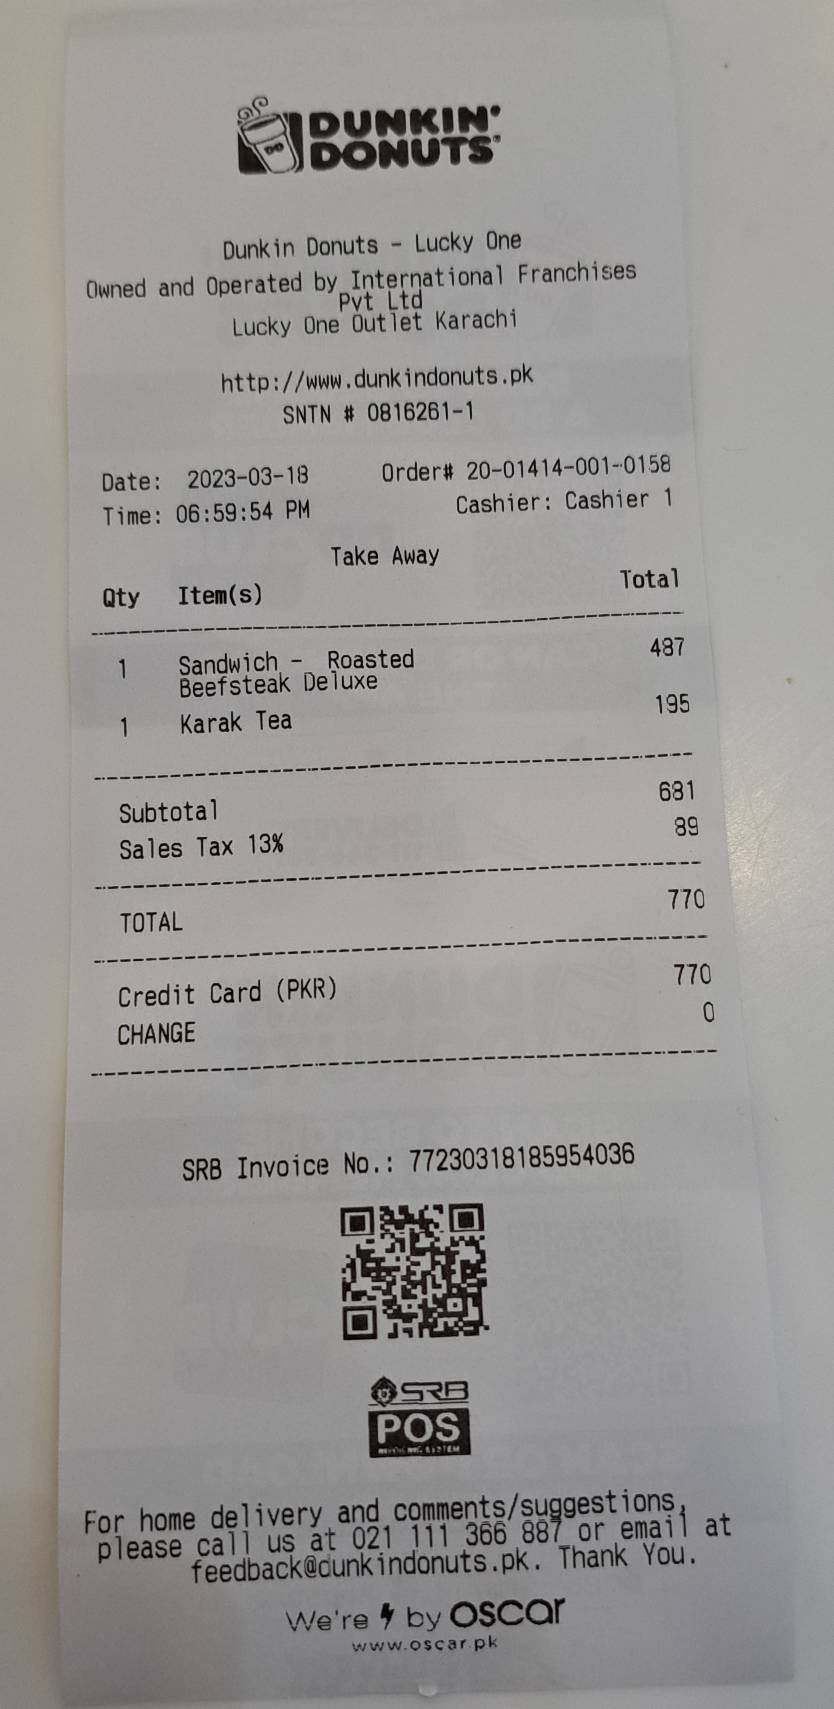 DUNKIN'
DONUTS
Dunkin Donuts - Lucky One
Owned and Operated by International Franchises
Pvt Ltd
Lucky One Outlet Karachi
http://www.dunkindonuts.pk
SNTN # 0816261-1
Date: 2023-03-18 Order# 20-01414-001-0158
Time: 06:59:54 PM Cashier: Cashier 1
Take Away
Qty Item(s) Total
1 Sandwich - Roasted 487
Beefsteak Deluxe
1 Karak Tea 195
Subtotal 681
Sales Tax 13% 89
TOTAL 770
Credit Card (PKR) 770
CHANGE 0
SRB Invoice No.: 77230318185954036
SRB
POS
For home delivery and comments/suggestions,
please call us at 021 111 366 887 or email at
feedback@dunkindonuts.pk. Thank You.
We're by oscar
www.oscar.pk